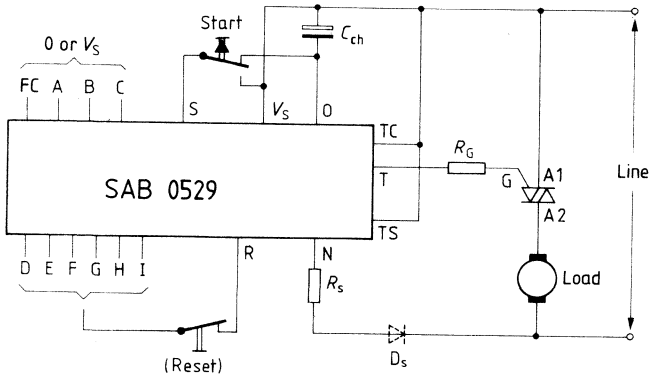 Start
0 or V_S
C_ch
FC A B C
S V_S 0
TC
SAB 0529
T
R_G
G A1
A2
Line
TS
D E F G H I
R N
R_s
Load
(Reset)
D_s